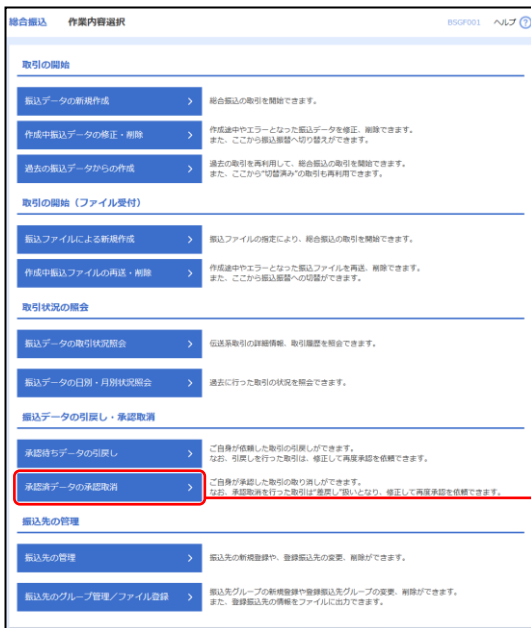 総合振込 作業内容選択 BSGF001 ヘルプ ?
取引の開始
振込データの新規作成 > 総合振込の取引を開始できます。
作成中振込データの修正・削除 > 作成途中やエラーとなった振込データを修正、削除できます。
また、ここから振込振替へ切り替えができます。
過去の振込データからの作成 > 過去の取引を再利用して、総合振込の取引を開始できます。
また、ここから"切替済み"の取引も再利用できます。
取引の開始（ファイル受付）
振込ファイルによる新規作成 > 振込ファイルの指定により、総合振込の取引を開始できます。
作成中振込ファイルの再送・削除 > 作成途中やエラーとなった振込ファイルを再送、削除できます。
また、ここから振込振替への切替ができます。
取引状況の照会
振込データの取引状況照会 > 伝送系取引の詳細情報、取引履歴を照会できます。
振込データの日別・月別状況照会 > 過去に行った取引の状況を照会できます。
振込データの引戻し・承認取消
承認待ちデータの引戻し > ご自身が依頼した取引の引戻しができます。
なお、引戻しを行った取引は、修正して再度承認を依頼できます。
承認済データの承認取消 > ご自身が承認した取引の取り消しができます。
なお、承認取消を行った取引は"差戻し"扱いとなり、修正して再度承認を依頼できます。
振込先の管理
振込先の管理 > 振込先の新規登録や、登録振込先の変更、削除ができます。
振込先のグループ管理／ファイル登録 > 振込先グループの新規登録や登録振込先グループの変更、削除ができます。
また、登録振込先の情報をファイルに出力できます。